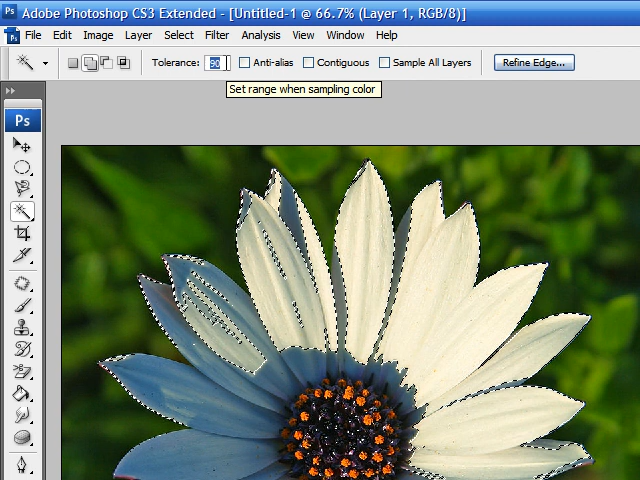 Ps Adobe Photoshop CS3 Extended - [Untitled-1 @ 66.7% (Layer 1, RGB/8)]
Ps File Edit Image Layer Select Filter Analysis View Window Help
Tolerance: 90 Anti-alias Contiguous Sample All Layers Refine Edge...
Set range when sampling color
Ps